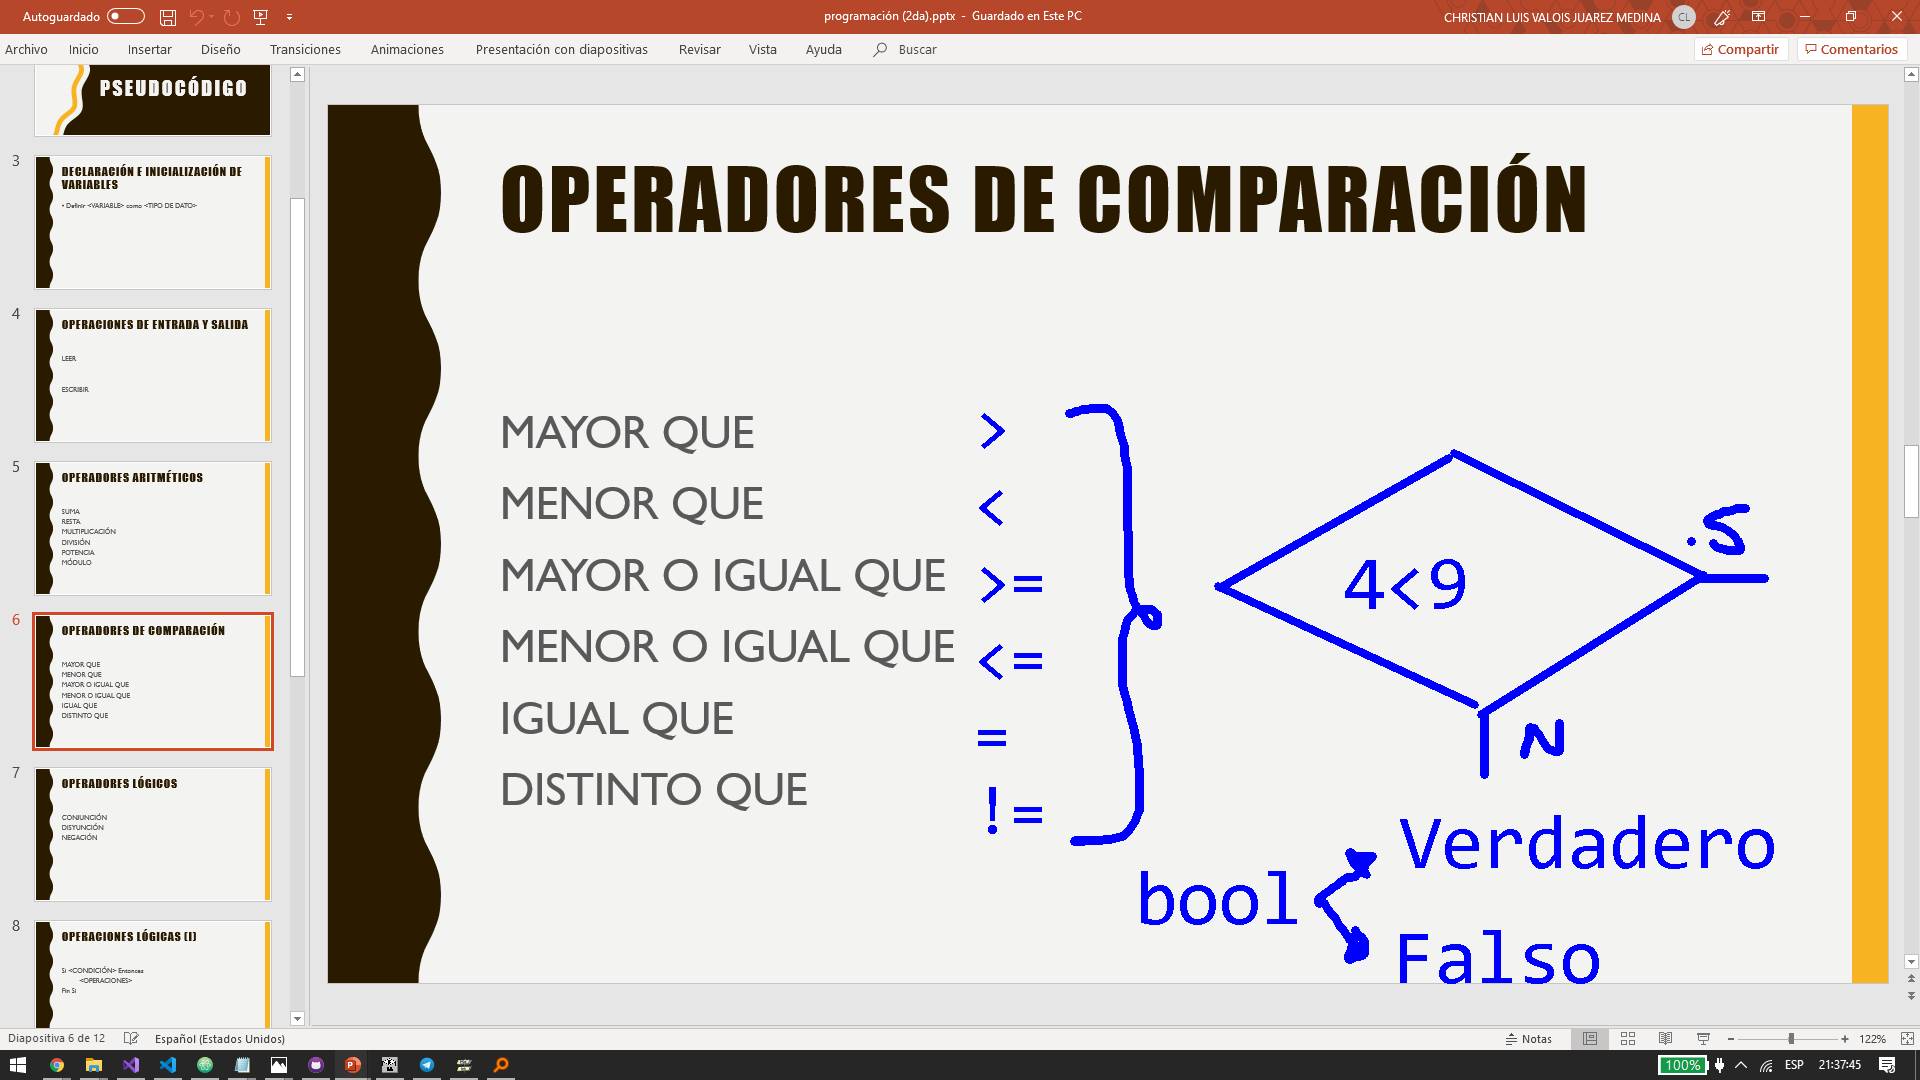 Autoguardado
programación (2da).pptx - Guardado en Este PC
CHRISTIAN LUIS VALOIS JUAREZ MEDINA
CL
Archivo Inicio Insertar Diseño Transiciones Animaciones Presentación con diapositivas Revisar Vista Ayuda Buscar
Compartir Comentarios
PSEUDOCÓDIGO
3
DECLARACIÓN E INICIALIZACIÓN DE
VARIABLES
• Definir <VARIABLE> como <TIPO DE DATO>
4
OPERACIONES DE ENTRADA Y SALIDA
LEER
ESCRIBIR
5
OPERADORES ARITMÉTICOS
SUMA
RESTA
MULTIPLICACIÓN
DIVISIÓN
POTENCIA
MÓDULO
6
OPERADORES DE COMPARACIÓN
MAYOR QUE
MENOR QUE
MAYOR O IGUAL QUE
MENOR O IGUAL QUE
IGUAL QUE
DISTINTO QUE
7
OPERADORES LÓGICOS
CONJUNCIÓN
DISYUNCIÓN
NEGACIÓN
8
OPERACIONES LÓGICAS (I)
Si <CONDICIÓN> Entonces
<OPERACIONES>
Fin Si
OPERADORES DE COMPARACIÓN
MAYOR QUE >
MENOR QUE <
MAYOR O IGUAL QUE >=
MENOR O IGUAL QUE <=
IGUAL QUE =
DISTINTO QUE !=
4<9
.S
N
bool
Verdadero
Falso
Diapositiva 6 de 12 Español (Estados Unidos)
Notas
122%
100%
ESP
21:37:45